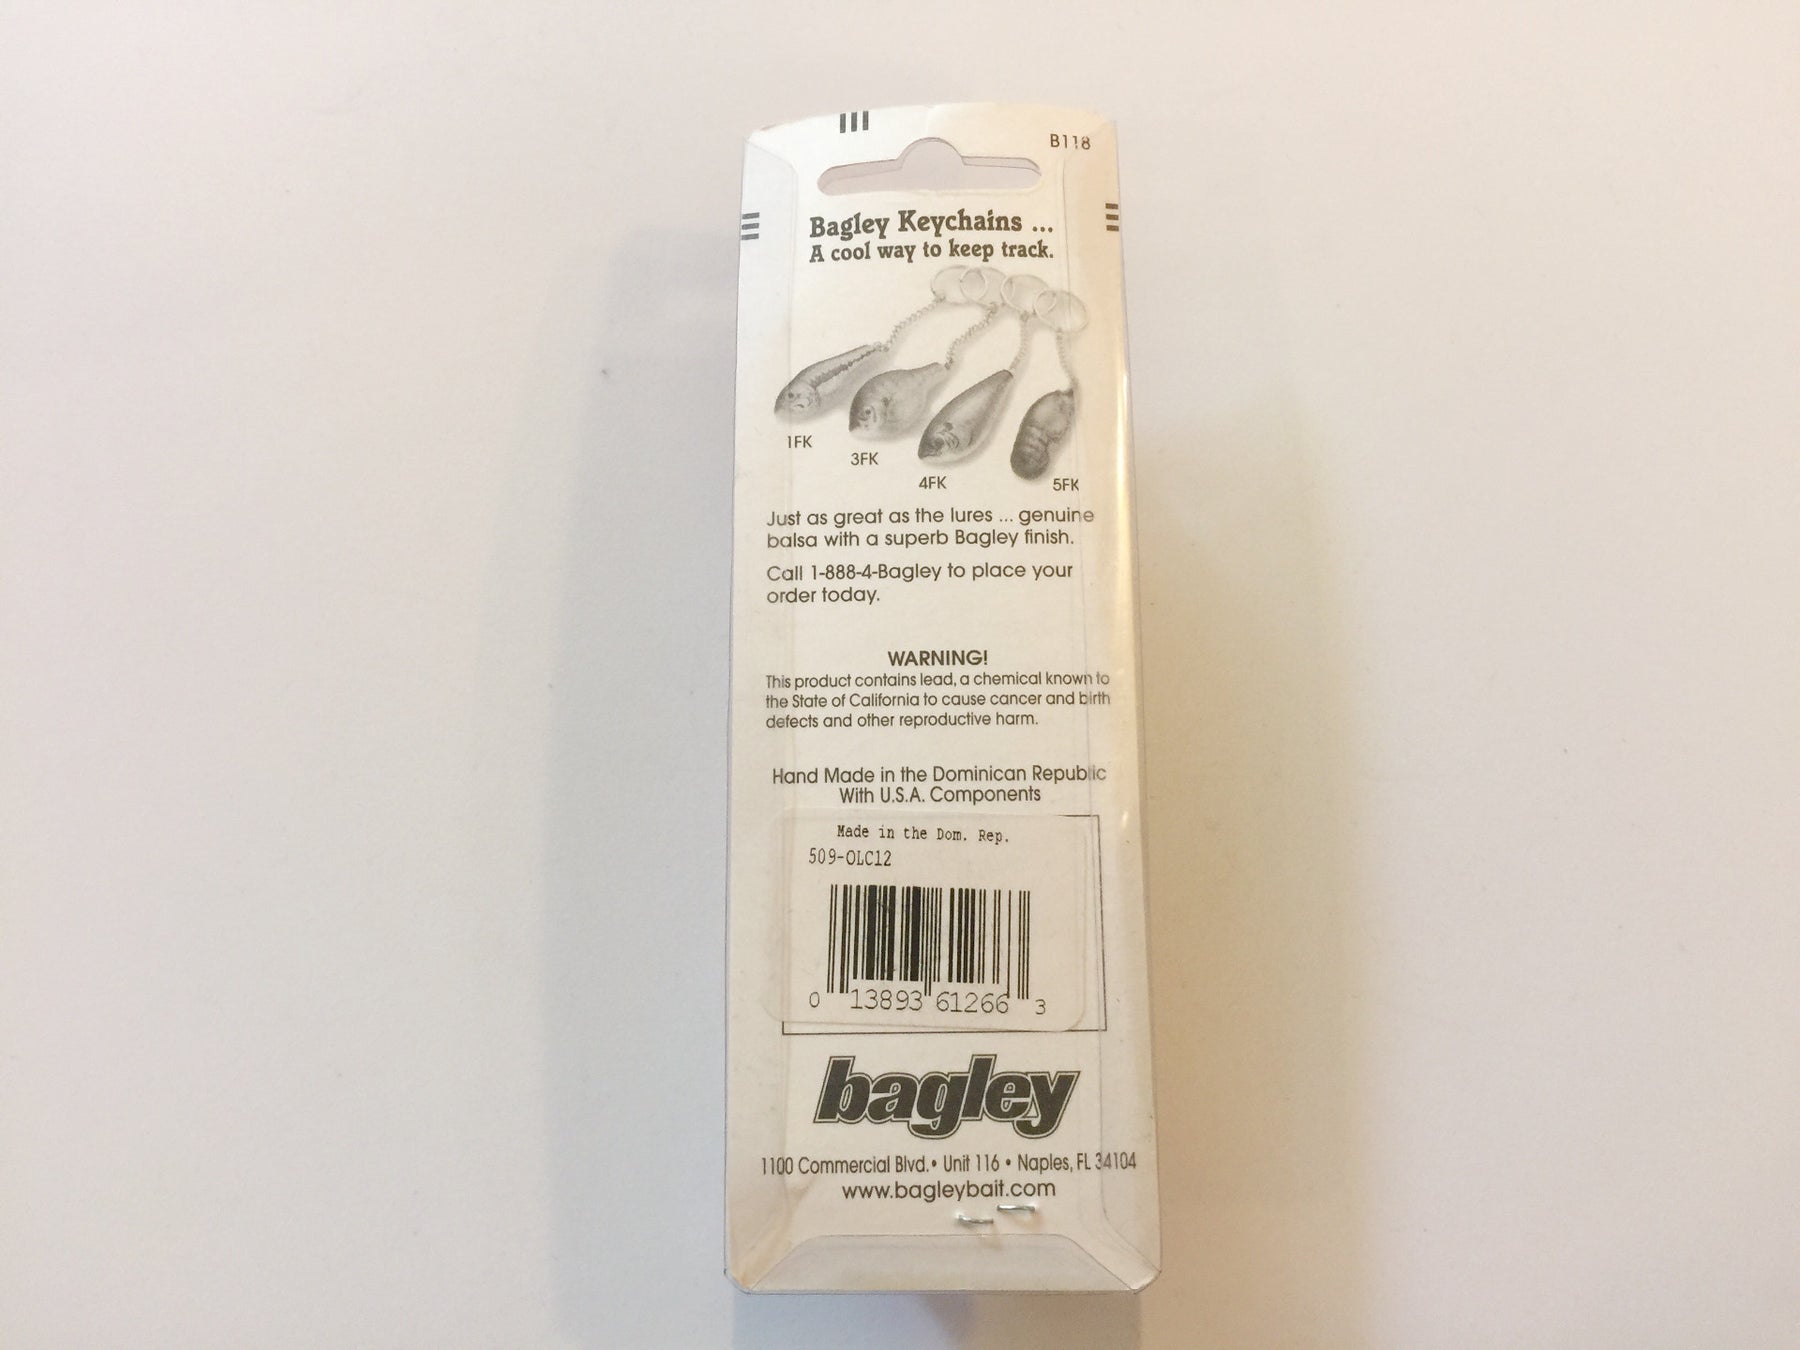 B118
Bagley Keychains ...
A cool way to keep track.
1FK
3FK
4FK
5FK
Just as great as the lures ... genuine
balsa with a superb Bagley finish.
Call 1-888-4-Bagley to place your
order today.
WARNING!
This product contains lead, a chemical known to
the State of California to cause cancer and birth
defects and other reproductive harm.
Hand Made in the Dominican Republic
With U.S.A. Components
Made in the Dom. Rep.
509-OLC12
0 13893 61266 3
bagley
1100 Commercial Blvd. • Unit 116 • Naples, FL 34104
www.bagleybait.com